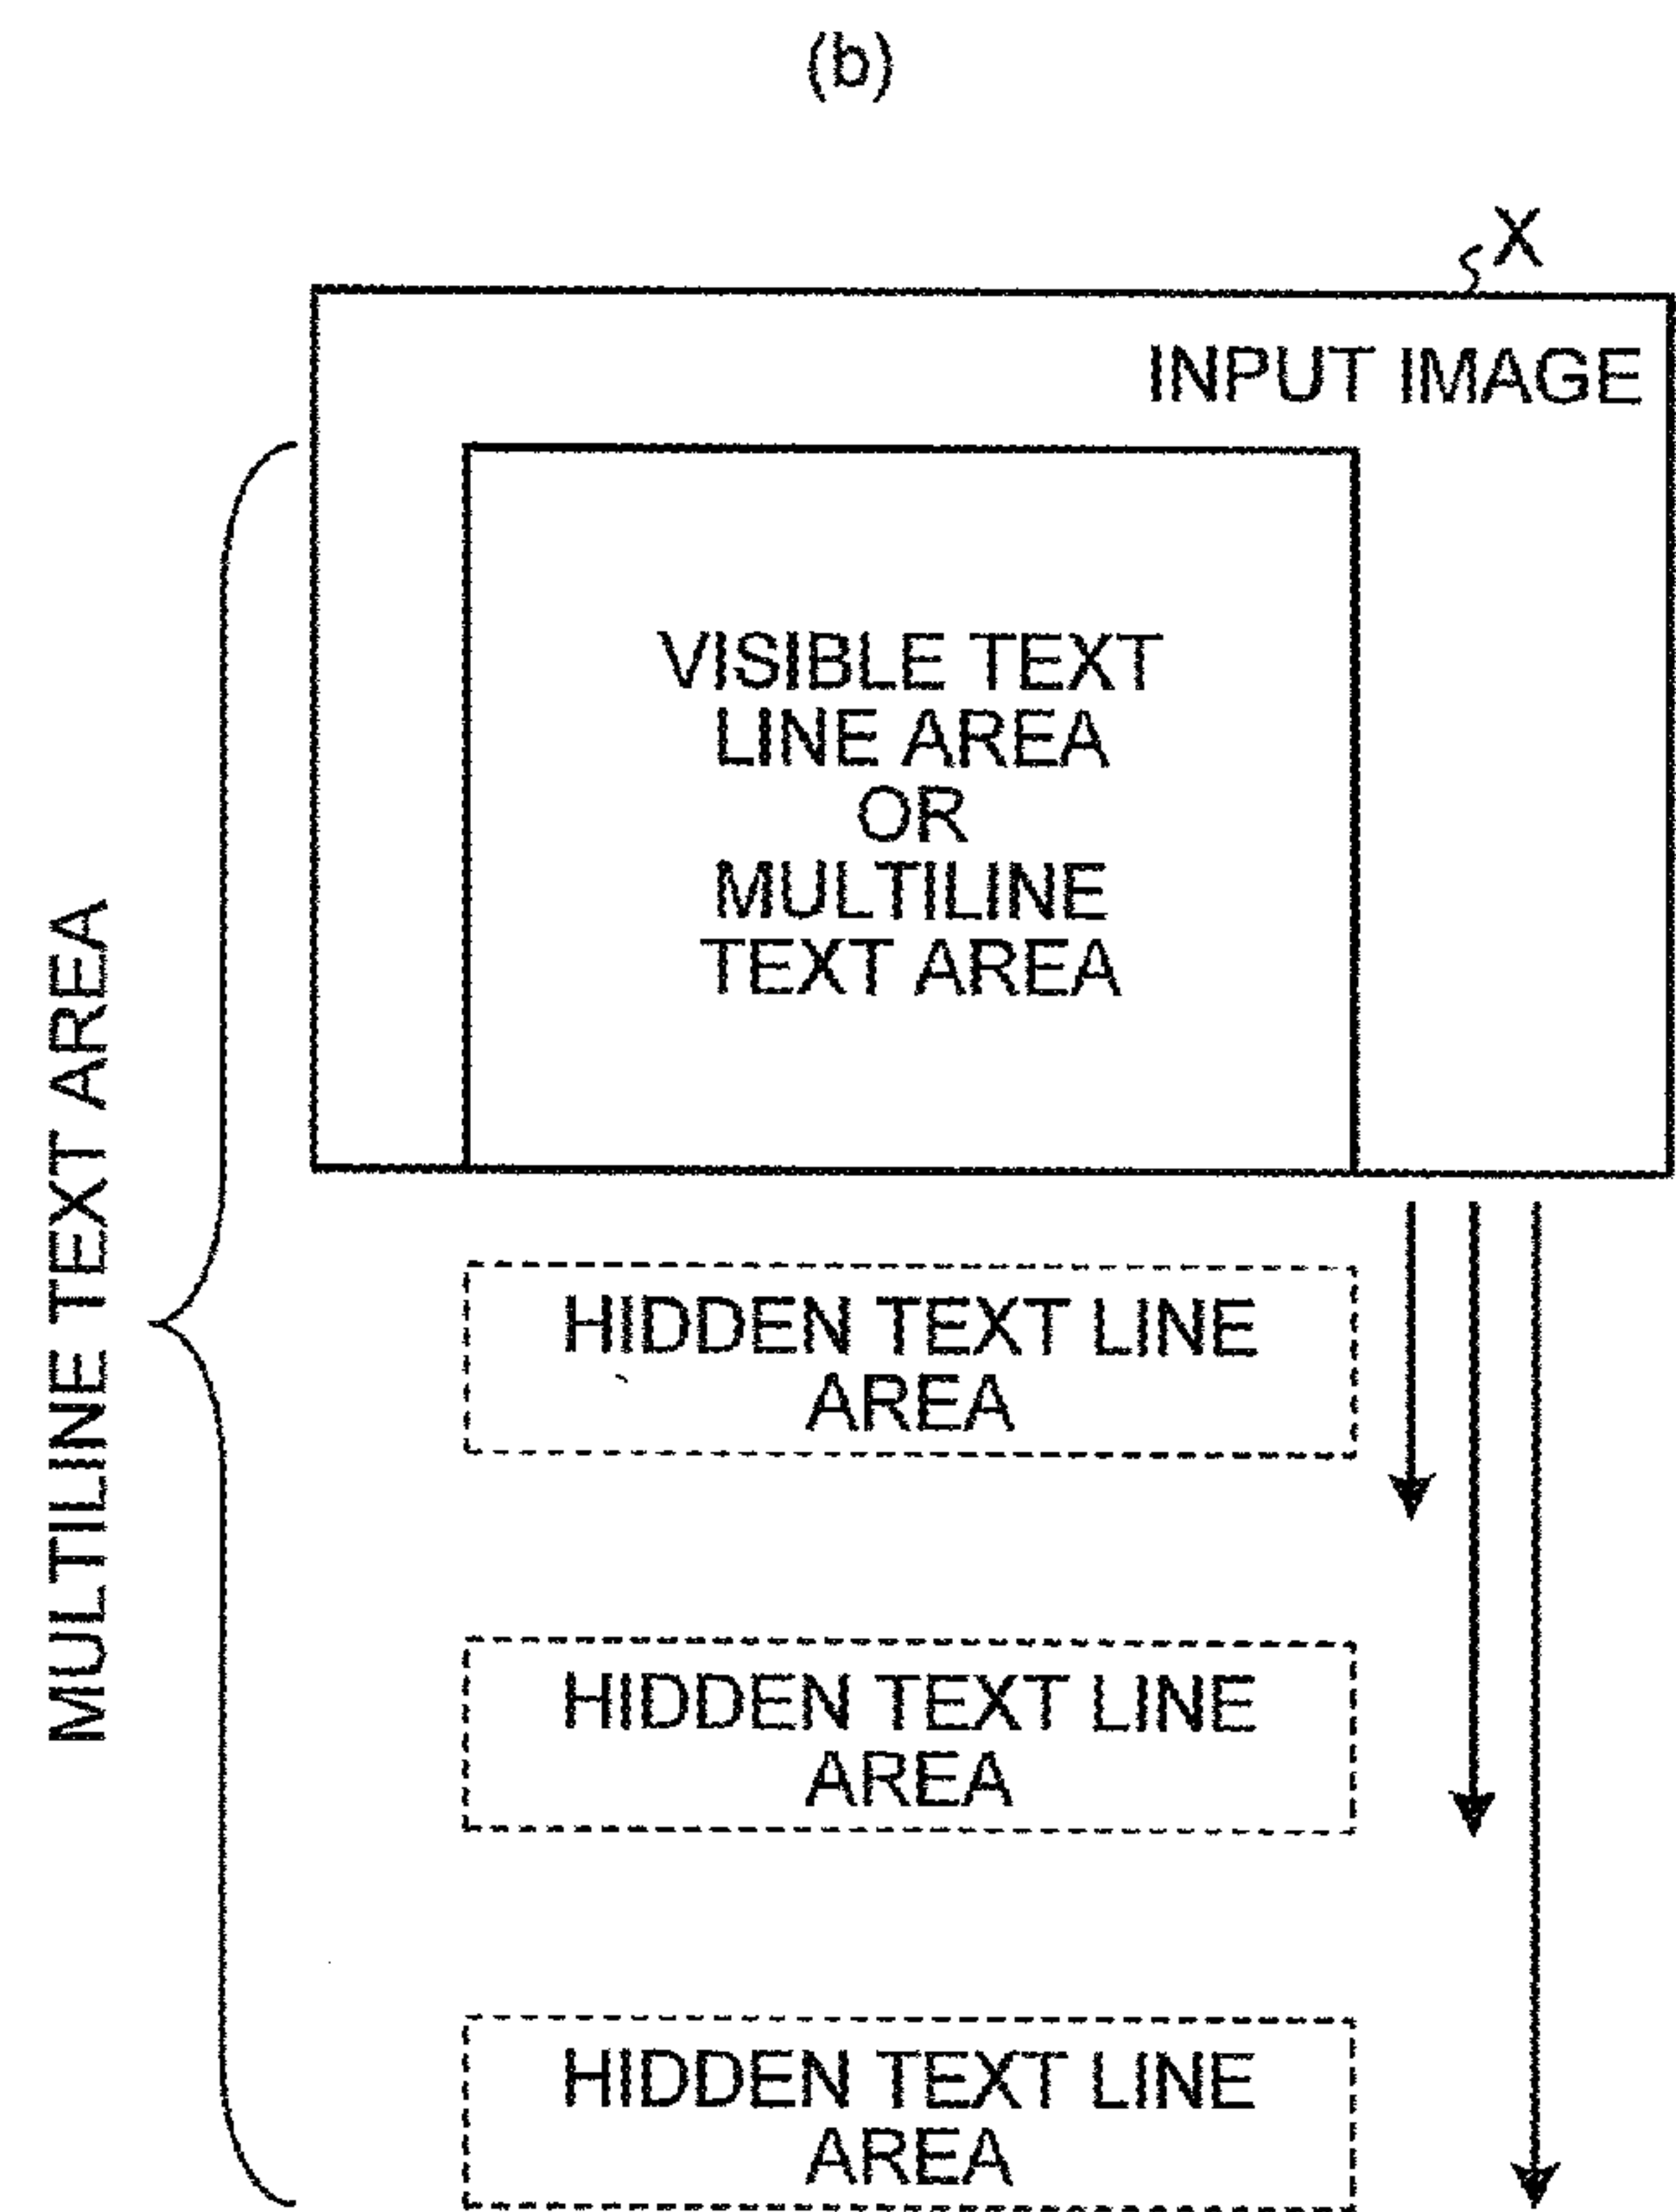 (b)
X
INPUT IMAGE
VISIBLE TEXT
LINE AREA
OR
MULTILINE
TEXT AREA
MULTILINE TEXT AREA
HIDDEN TEXT LINE
AREA
HIDDEN TEXT LINE
AREA
HIDDEN TEXT LINE
AREA